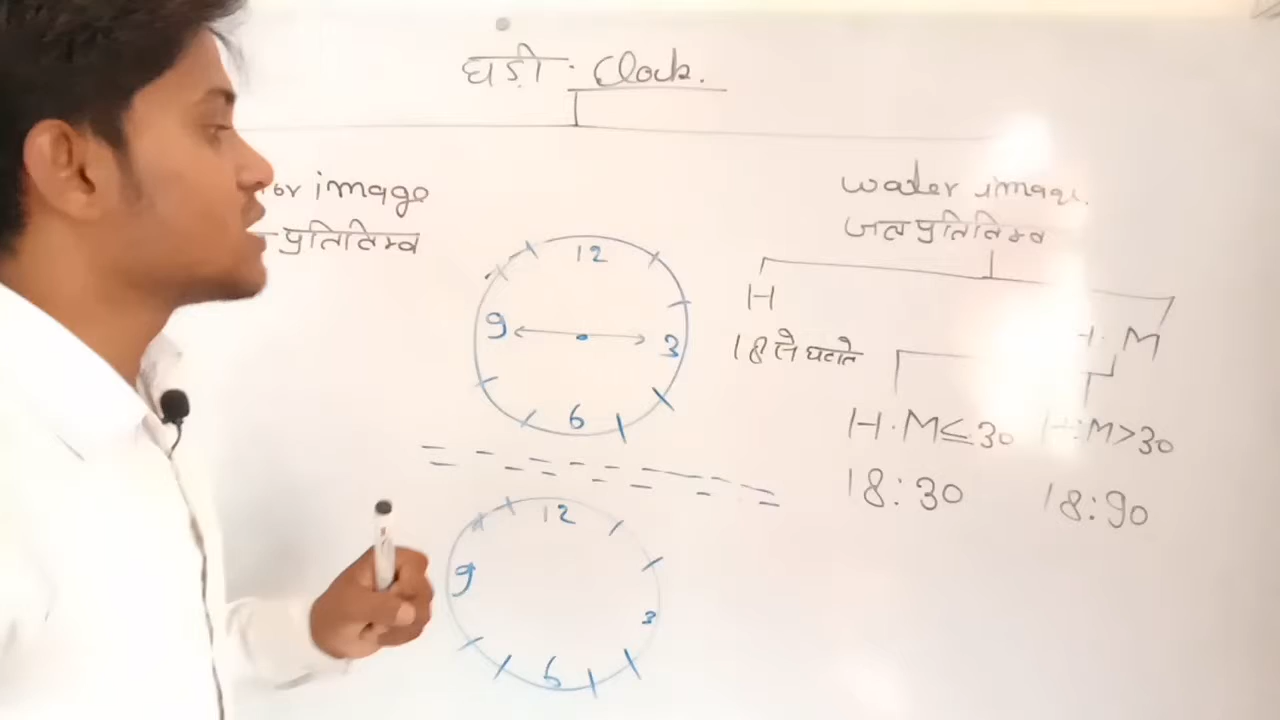 घड़ी . Clock.
or image
प्रतितिम्व
water image.
जल प्रतितिम्व
H
18 से घटाते
H. M
H.M≤30
H:M>30
18:30
18:90
12
9
3
6
12
9
3
6